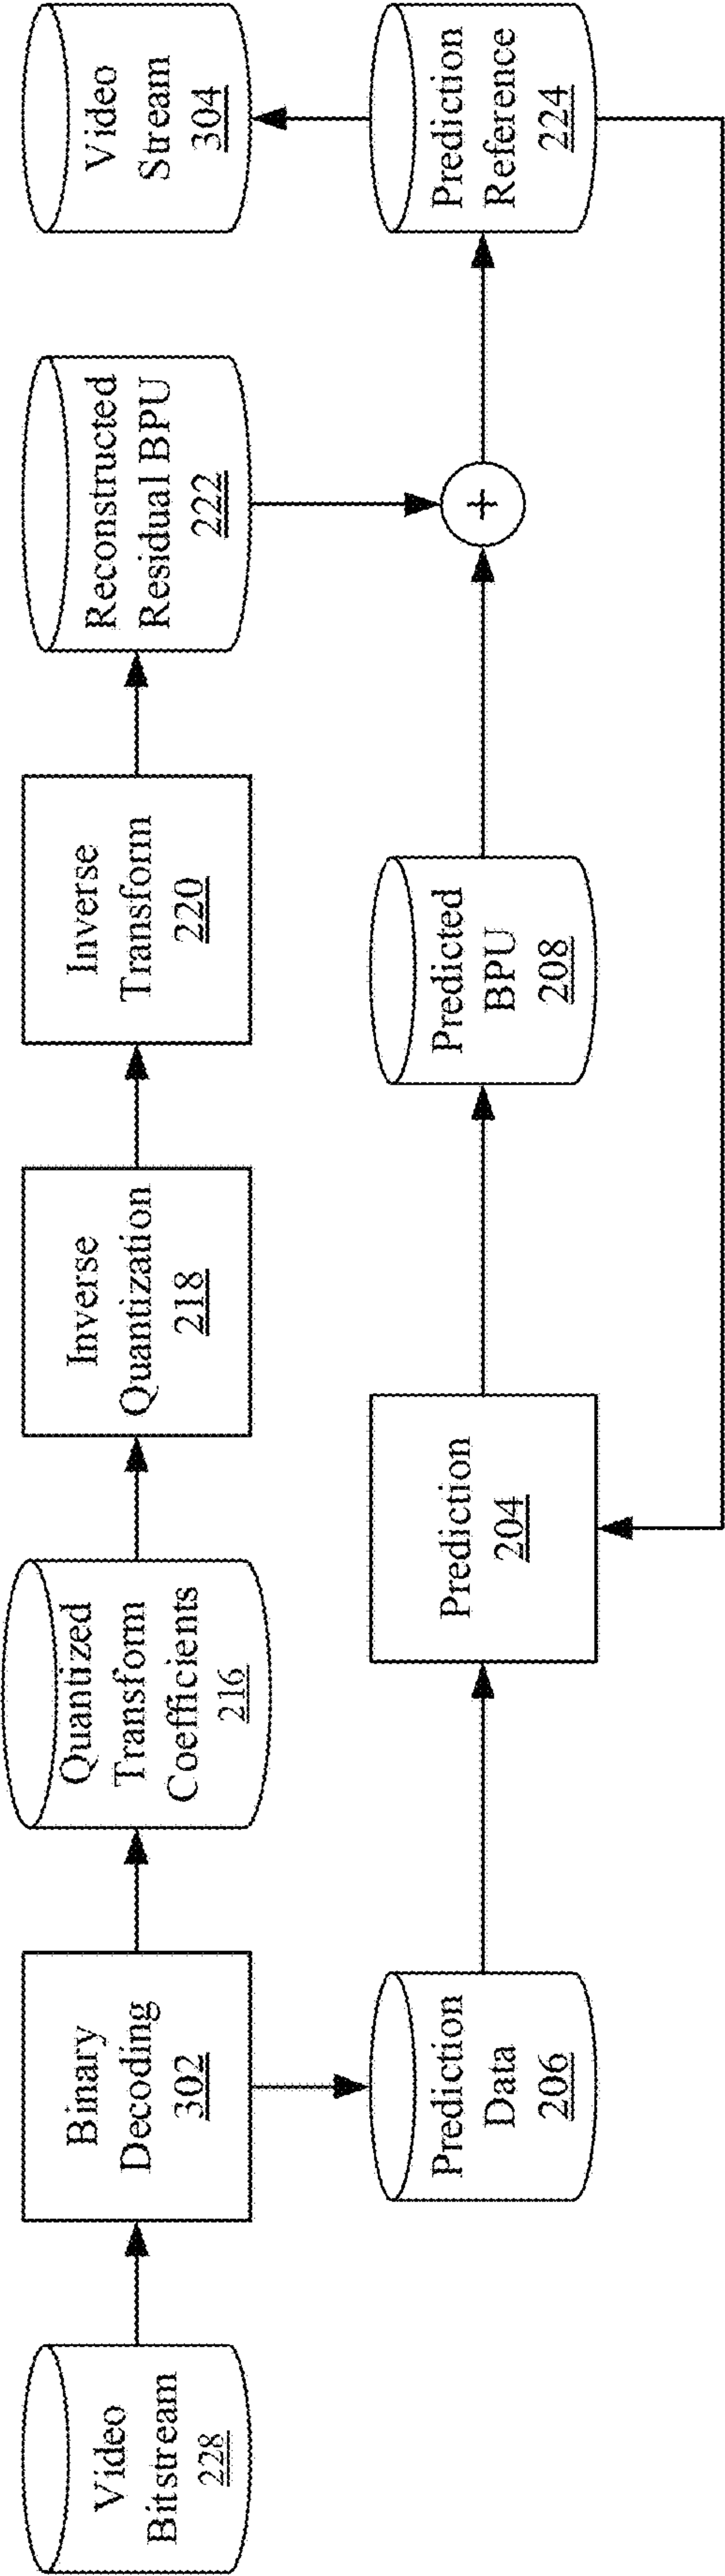 Video
Bitstream
228
Binary
Decoding
302
Quantized
Transform
Coefficients
216
Inverse
Quantization
218
Inverse
Transform
220
Reconstructed
Residual BPU
222
Video
Stream
304
Prediction
Data
206
Prediction
204
Predicted
BPU
208
+
Prediction
Reference
224